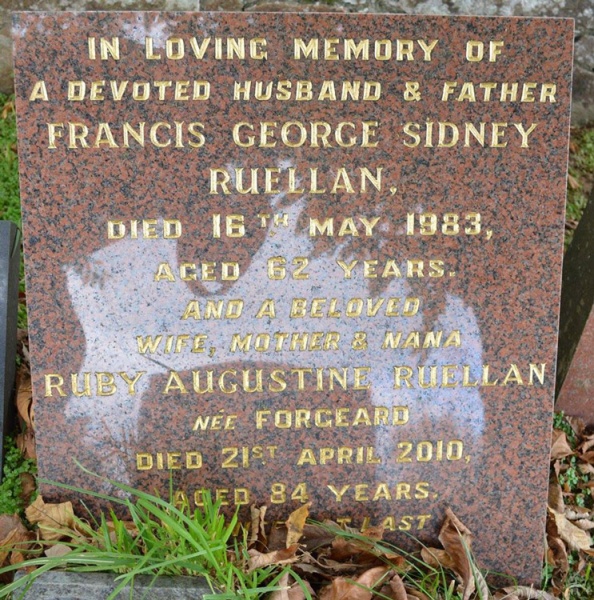 IN LOVING MEMORY OF
A DEVOTED HUSBAND & FATHER
FRANCIS GEORGE SIDNEY
RUELLAN,
DIED 16TH MAY 1983,
AGED 62 YEARS.
AND A BELOVED
WIFE, MOTHER & NANA
RUBY AUGUSTINE RUELLAN
NÉE FORGEARD
DIED 21ST APRIL 2010,
AGED 84 YEARS.
LAST